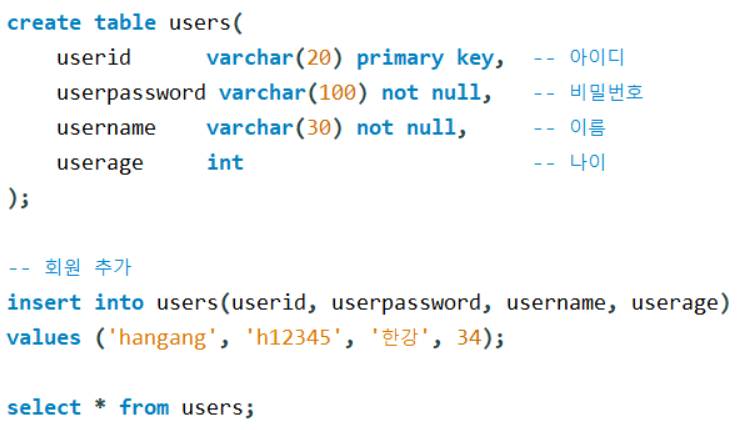 create table users(
    userid      varchar(20) primary key,  -- 아이디
    userpassword varchar(100) not null,   -- 비밀번호
    username    varchar(30) not null,     -- 이름
    userage     int                       -- 나이
);

-- 회원 추가
insert into users(userid, userpassword, username, userage)
values ('hangang', 'h12345', '한강', 34);

select * from users;